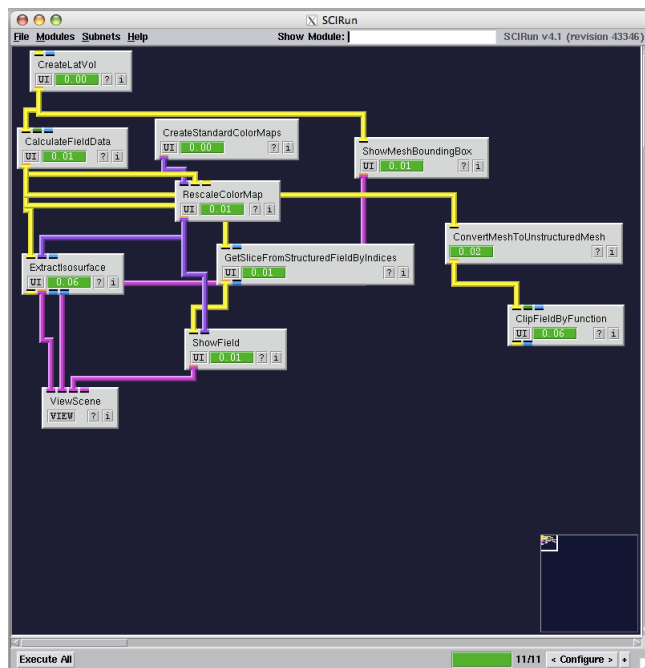 X SCIRun
File Modules Subnets Help Show Module: SCIRun v4.1 (revision 43346)
CreateLatVol
UI 0.00 ? i
CalculateFieldData
UI 0.01 ? i
CreateStandardColorMaps
UI 0.00 ? i
ShowMeshBoundingBox
UI 0.01 ? i
RescaleColorMap
UI 0.01 ? i
ConvertMeshToUnstructuredMesh
0.02 ? i
GetSliceFromStructuredFieldByIndices
UI 0.01 ? i
ExtractIsosurface
UI 0.06 ? i
ClipFieldByFunction
UI 0.06 ? i
ShowField
UI 0.01 ? i
ViewScene
VIEW ? i
Execute All 11/11 < Configure > +